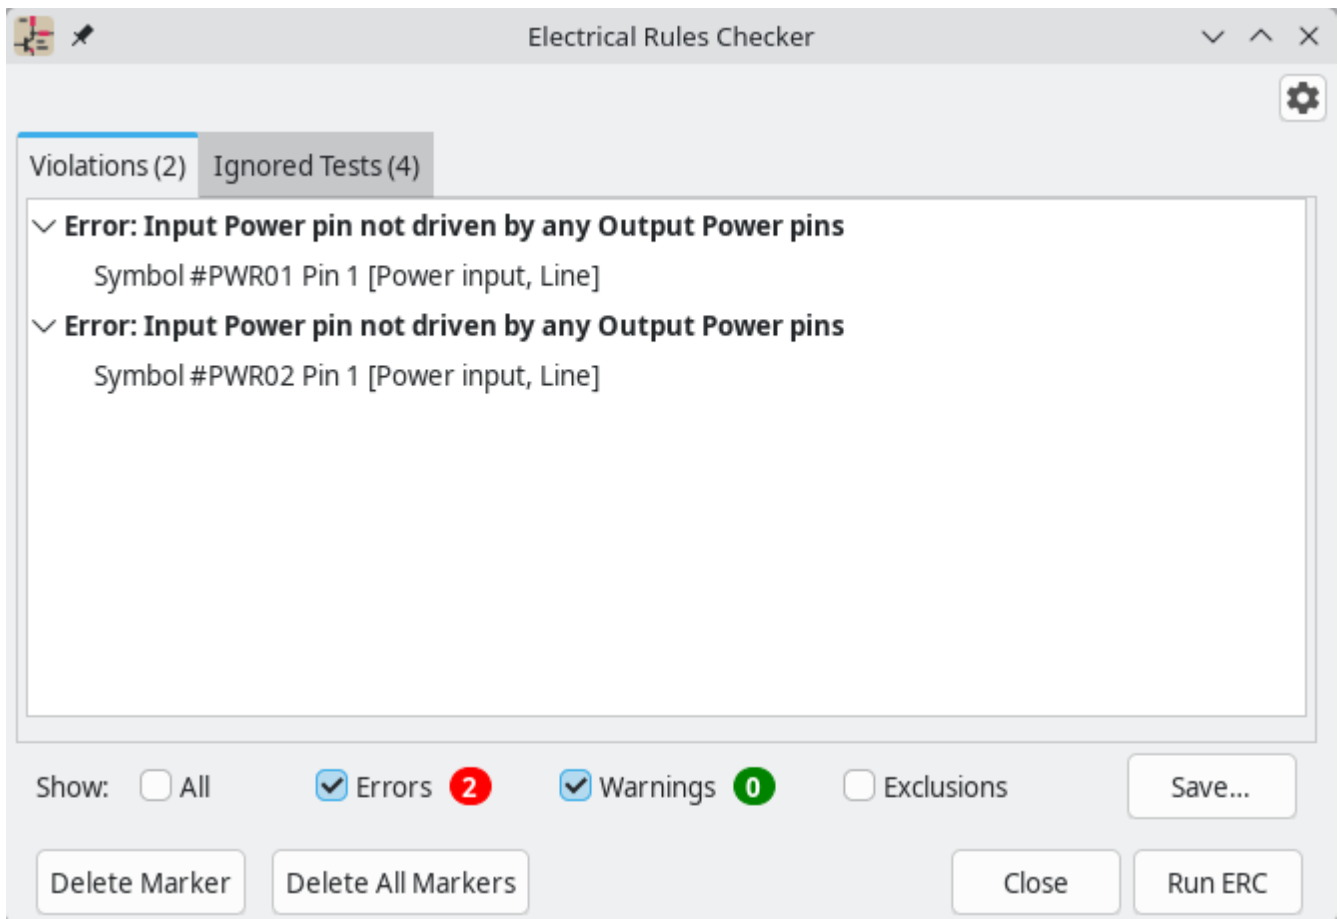 Electrical Rules Checker
Violations (2) Ignored Tests (4)
Error: Input Power pin not driven by any Output Power pins
Symbol #PWR01 Pin 1 [Power input, Line]
Error: Input Power pin not driven by any Output Power pins
Symbol #PWR02 Pin 1 [Power input, Line]
Show: All Errors 2 Warnings 0 Exclusions Save...
Delete Marker Delete All Markers Close Run ERC